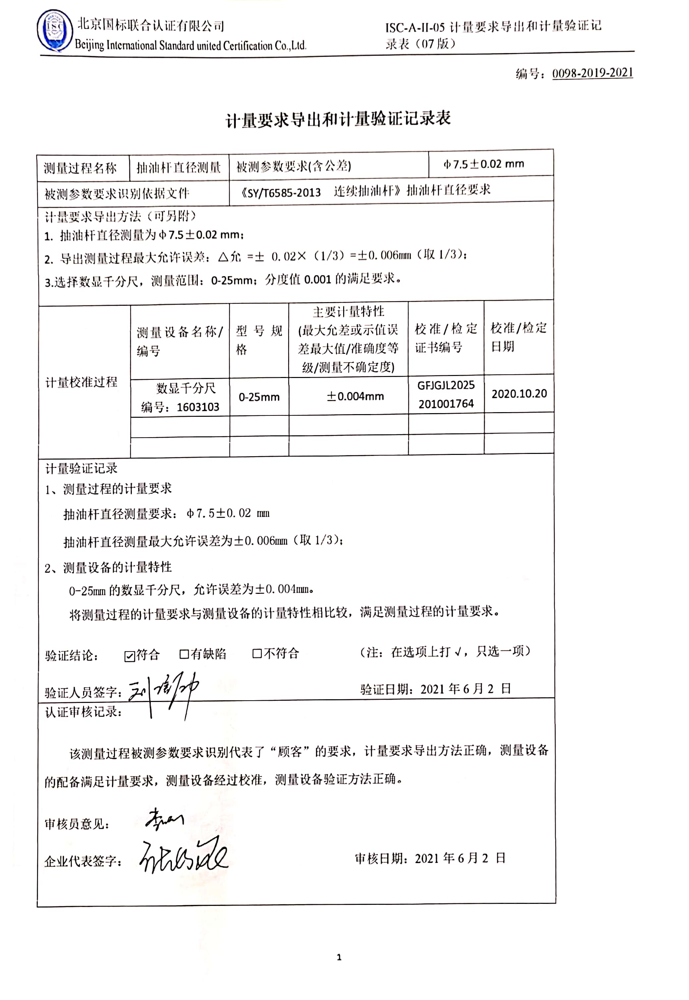 ISC
北京国标联合认证有限公司
Beijing International Standard united Certification Co.,Ltd.
ISC-A-II-05 计量要求导出和计量验证记
录表（07 版）
编号：0098-2019-2021
计量要求导出和计量验证记录表
测量过程名称 抽油杆直径测量 被测参数要求(含公差) φ7.5±0.02 mm
被测参数要求识别依据文件 《SY/T6585-2013 连续抽油杆》抽油杆直径要求
计量要求导出方法（可另附）
1. 抽油杆直径测量为φ7.5±0.02 mm；
2. 导出测量过程最大允许误差：△允 =± 0.02×（1/3）=±0.006mm（取 1/3）；
3.选择数显千分尺，测量范围：0-25mm；分度值 0.001 的满足要求。
计量校准过程
测量设备名称/
编号
型号规
格
主要计量特性
(最大允差或示值误
差最大值/准确度等
级/测量不确定度)
校准/检定
证书编号
校准/检定
日期
数显千分尺
编号：1603103
0-25mm
±0.004mm
GFJGJL2025
201001764
2020.10.20
计量验证记录
1、测量过程的计量要求
抽油杆直径测量要求：φ7.5±0.02 mm
抽油杆直径测量最大允许误差为±0.006mm（取 1/3）；
2、测量设备的计量特性
0-25mm 的数显千分尺，允许误差为±0.004mm。
将测量过程的计量要求与测量设备的计量特性相比较，满足测量过程的计量要求。
验证结论： ☑符合 □有缺陷 □不符合 （注：在选项上打√，只选一项）
验证人员签字： 验证日期：2021 年 6 月 2 日
认证审核记录：
该测量过程被测参数要求识别代表了“顾客”的要求，计量要求导出方法正确，测量设备
的配备满足计量要求，测量设备经过校准，测量设备验证方法正确。
审核员意见：
企业代表签字： 审核日期：2021 年 6 月 2 日
1